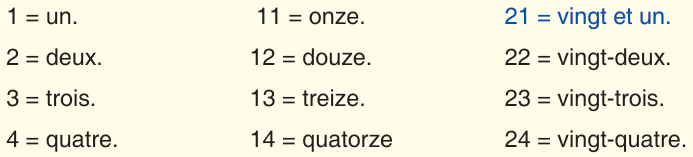 1 = un. 11 = onze. 21 = vingt et un.
2 = deux. 12 = douze. 22 = vingt-deux.
3 = trois. 13 = treize. 23 = vingt-trois.
4 = quatre. 14 = quatorze 24 = vingt-quatre.